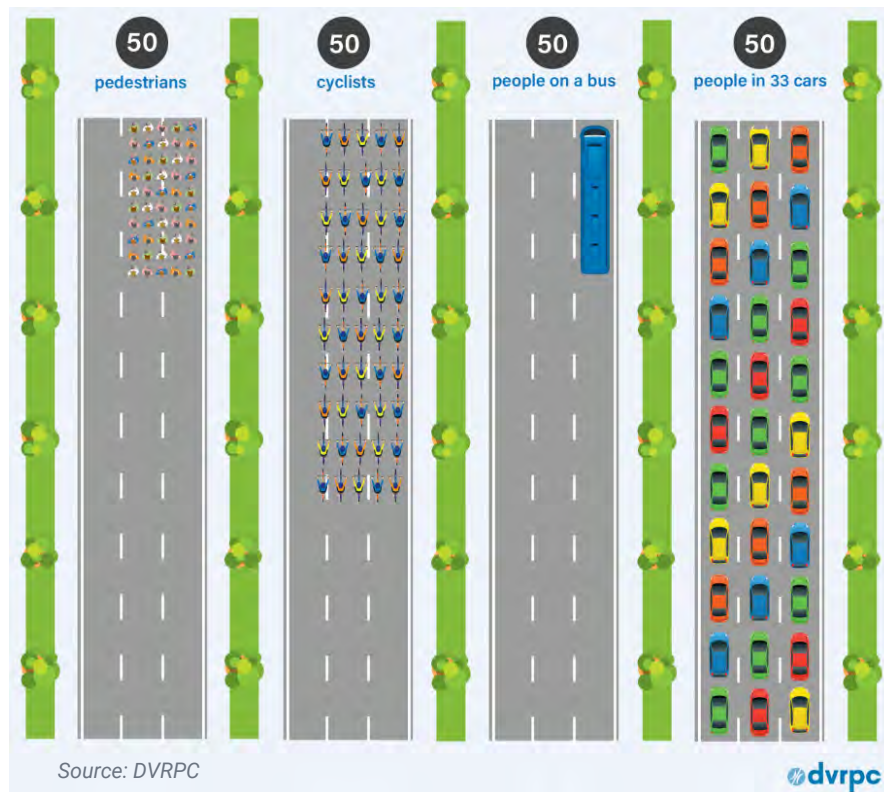 50
pedestrians
50
cyclists
50
people on a bus
50
people in 33 cars
Source: DVRPC
dvrpc